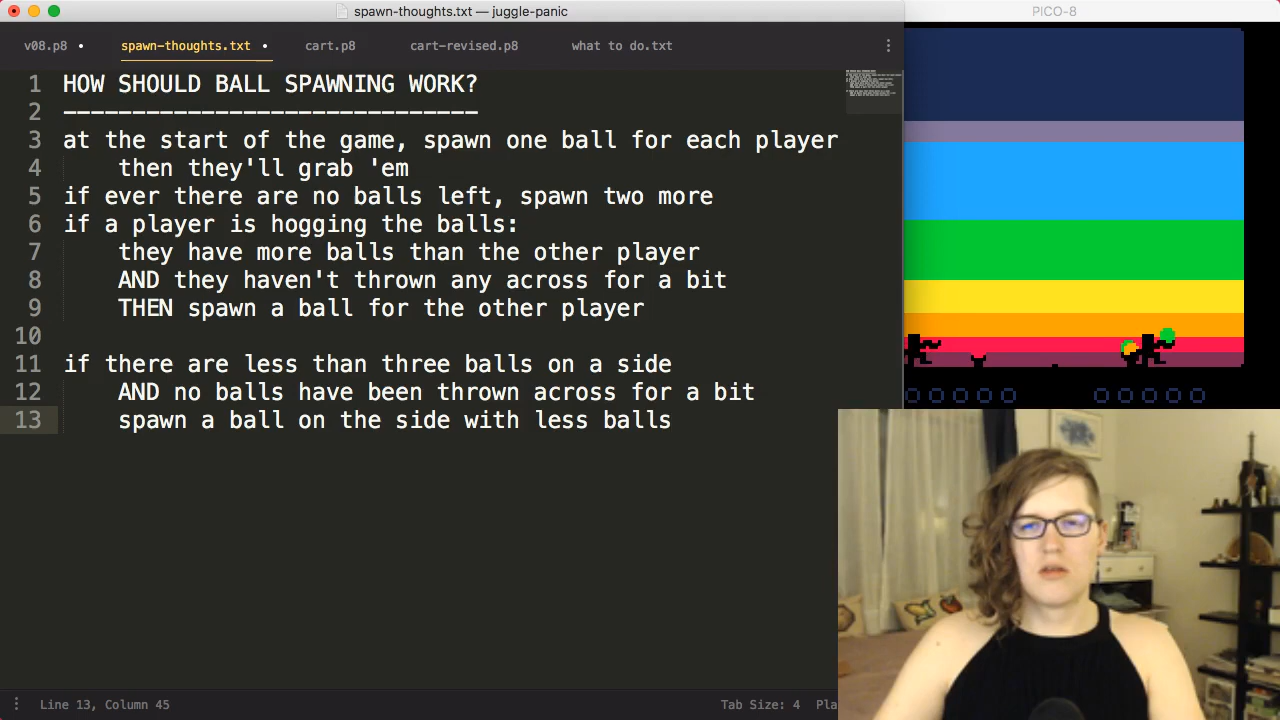 spawn-thoughts.txt — juggle-panic
PICO-8
v08.p8 spawn-thoughts.txt cart.p8 cart-revised.p8 what to do.txt
1 HOW SHOULD BALL SPAWNING WORK?
2 ------------------------------
3 at the start of the game, spawn one ball for each player
4 then they'll grab 'em
5 if ever there are no balls left, spawn two more
6 if a player is hogging the balls:
7 they have more balls than the other player
8 AND they haven't thrown any across for a bit
9 THEN spawn a ball for the other player
10
11 if there are less than three balls on a side
12 AND no balls have been thrown across for a bit
13 spawn a ball on the side with less balls
Line 13, Column 45
Tab Size: 4 Pla